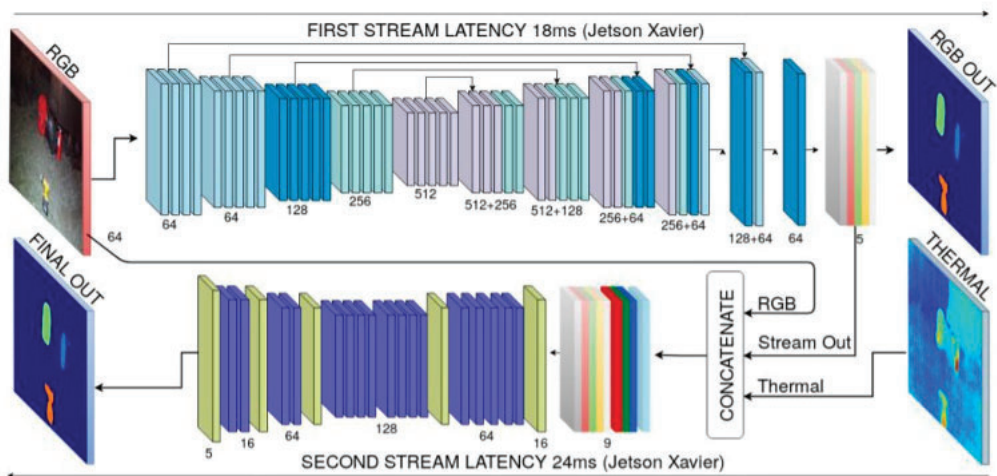 FIRST STREAM LATENCY 18ms (Jetson Xavier)
RGB
RGB OUT
64
64
128
256
512
512+256
512+128
256+64
256+64
128+64
64
5
64
FINAL OUT
THERMAL
RGB
Stream Out
Thermal
CONCATENATE
5
16
64
128
64
16
9
SECOND STREAM LATENCY 24ms (Jetson Xavier)